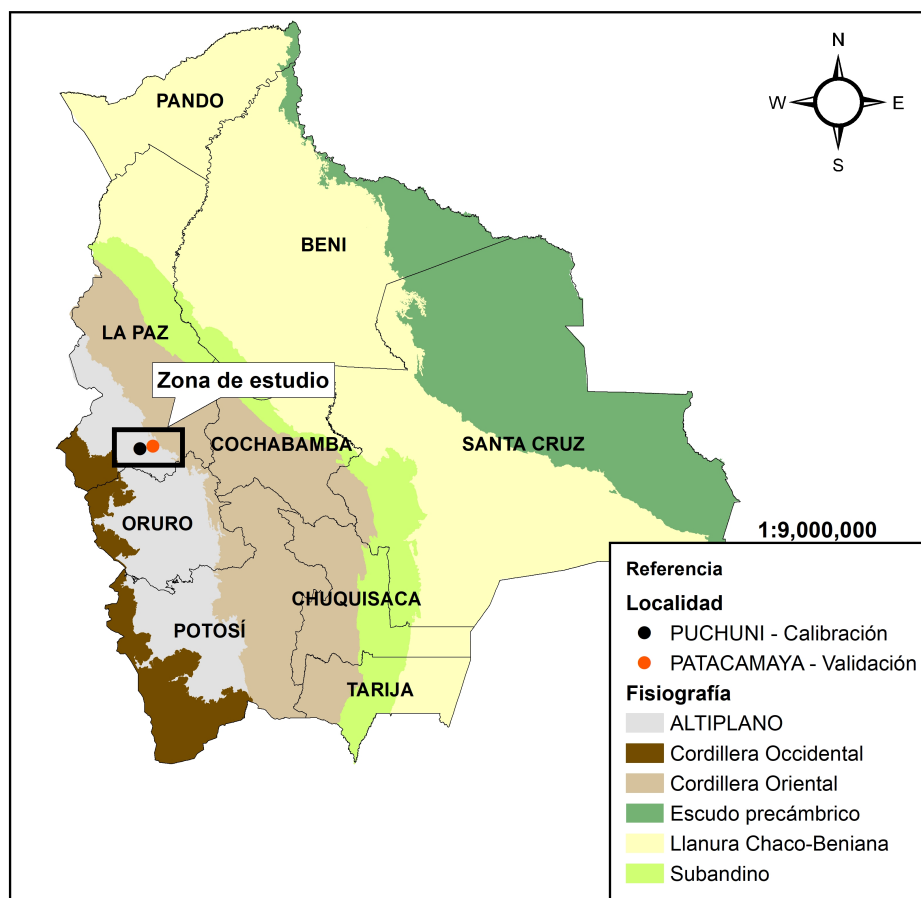 N
W
E
S
PANDO
BENI
LA PAZ
Zona de estudio
COCHABAMBA
SANTA CRUZ
ORURO
CHUQUISACA
POTOSÍ
TARIJA
1:9,000,000
Referencia
Localidad
PUCHUNI - Calibración
PATACAMAYA - Validación
Fisiografía
ALTIPLANO
Cordillera Occidental
Cordillera Oriental
Escudo precámbrico
Llanura Chaco-Beniana
Subandino